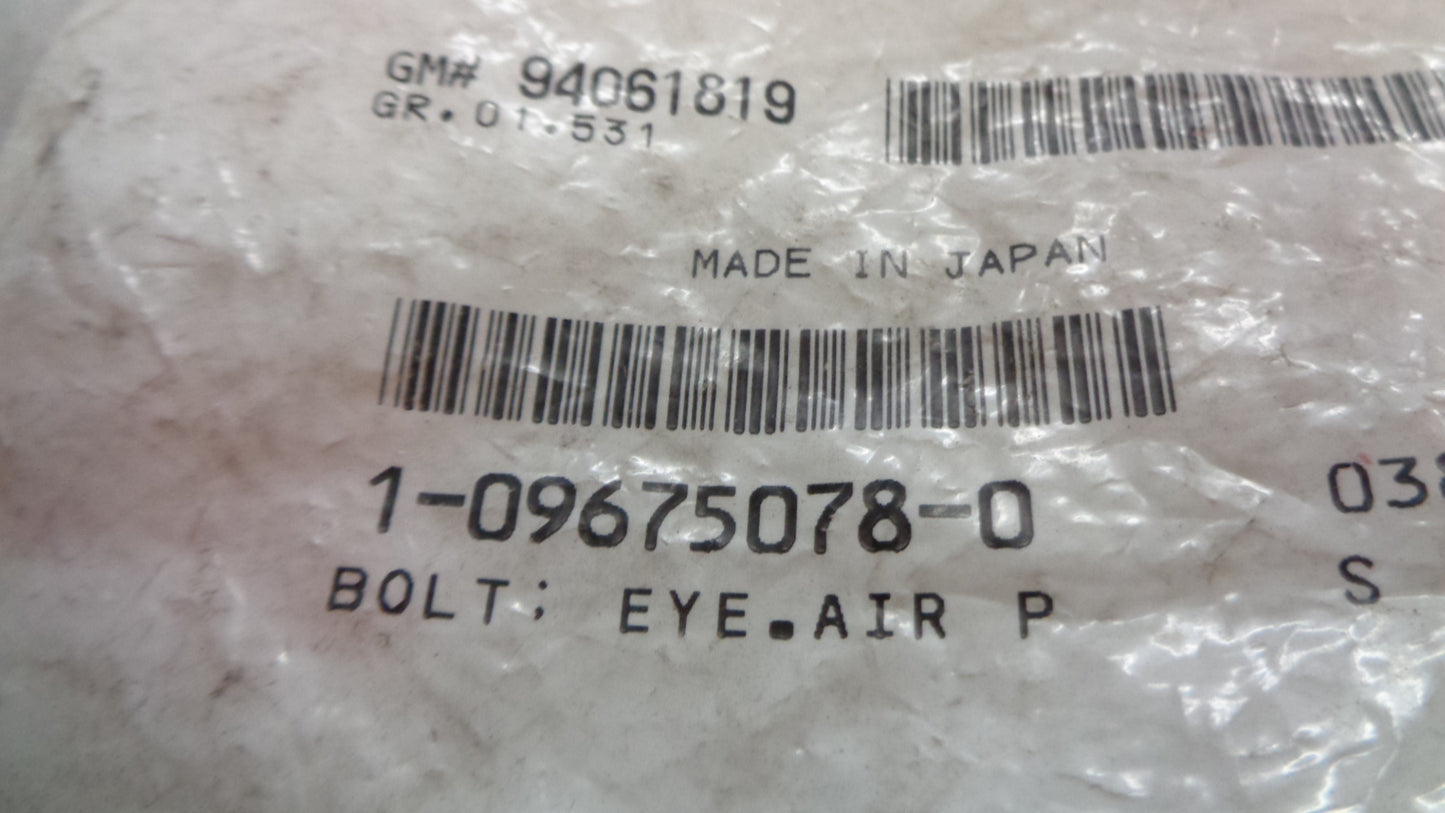 GM# 94061819
GR. 01.531
MADE IN JAPAN
1-09675078-0
BOLT; EYE.AIR P
S